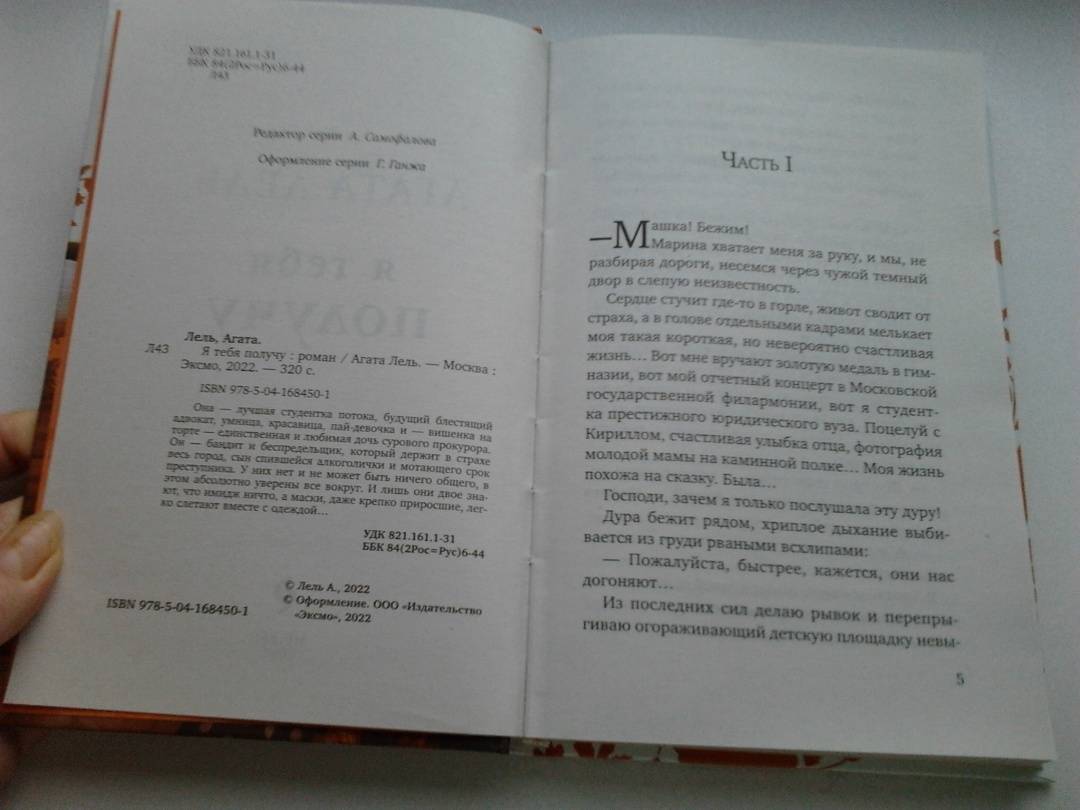 УДК 821.161.1-31
ББК 84(2Рос=Рус)6-44
Л43
Редактор серии А. Самофалова
Оформление серии Г. Ганжа
Лель, Агата.
Л43 Я тебя получу : роман / Агата Лель. — Москва :
Эксмо, 2022. — 320 с.
ISBN 978-5-04-168450-1
Она — лучшая студентка потока, будущий блестящий
адвокат, умница, красавица, пай-девочка и — вишенка на
торте — единственная и любимая дочь сурового прокурора.
Он — бандит и беспредельщик, который держит в страхе
весь город, сын спившейся алкоголички и мотающего срок
преступника. У них нет и не может быть ничего общего, в
этом абсолютно уверены все вокруг. И лишь они двое зна-
ют, что имидж ничто, а маски, даже крепко приросшие, лег-
ко слетают вместе с одеждой...
УДК 821.161.1-31
ББК 84(2Рос=Рус)6-44
© Лель А., 2022
© Оформление. ООО «Издательство
«Эксмо», 2022
ISBN 978-5-04-168450-1
Часть I
—Машка! Бежим!
Марина хватает меня за руку, и мы, не
разбирая дороги, несемся через чужой темный
двор в слепую неизвестность.
Сердце стучит где-то в горле, живот сводит от
страха, а в голове отдельными кадрами мелькает
моя такая короткая, но невероятно счастливая
жизнь... Вот мне вручают золотую медаль в гим-
назии, вот мой отчетный концерт в Московской
государственной филармонии, вот я студент-
ка престижного юридического вуза. Поцелуй с
Кириллом, счастливая улыбка отца, фотография
молодой мамы на каминной полке... Моя жизнь
похожа на сказку. Была...
Господи, зачем я только послушала эту дуру!
Дура бежит рядом, хриплое дыхание выби-
вается из груди рваными всхлипами:
— Пожалуйста, быстрее, кажется, они нас
догоняют...
Из последних сил делаю рывок и перепры-
гиваю огораживающий детскую площадку невы-
5